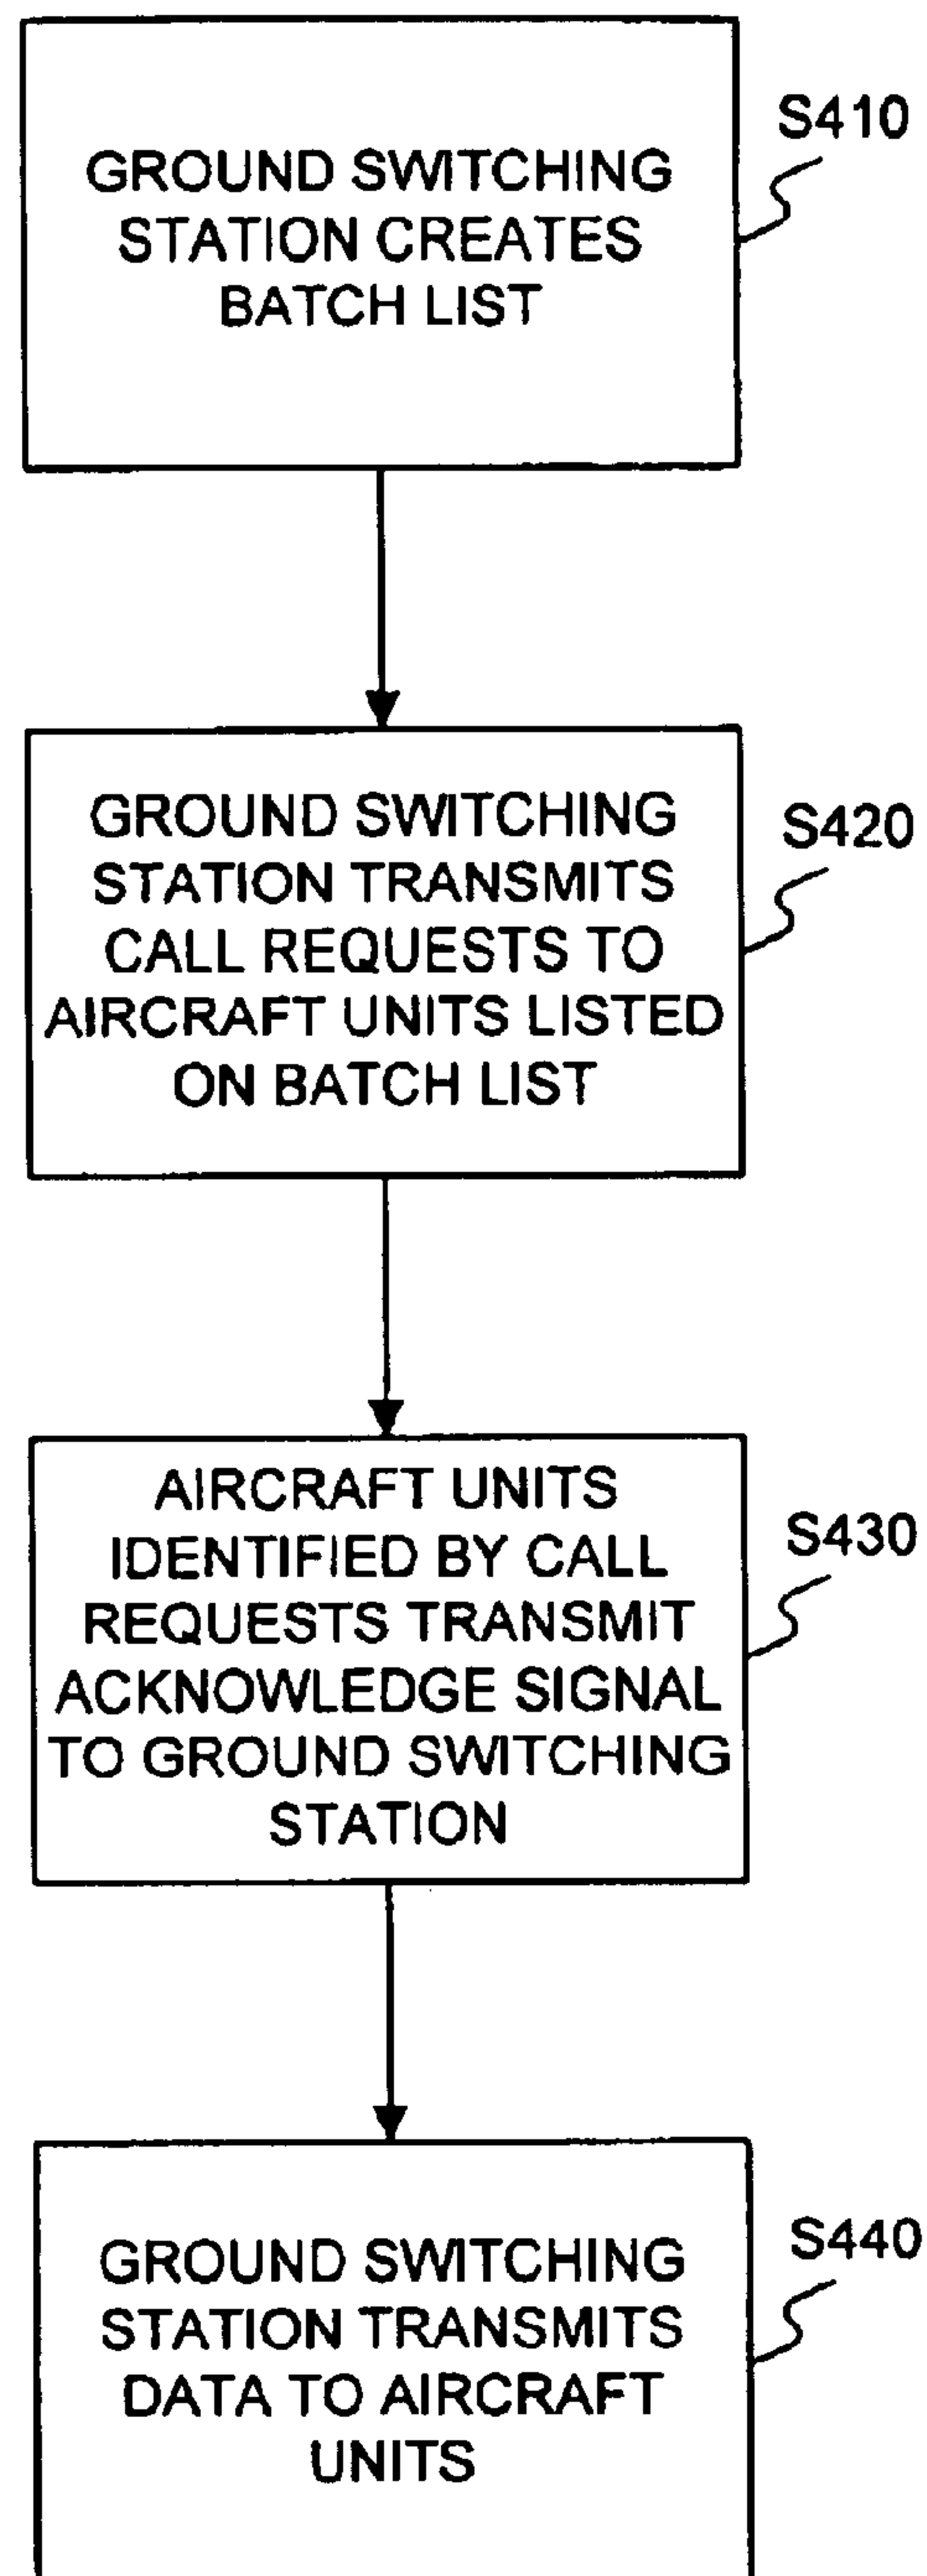 GROUND SWITCHING
STATION CREATES
BATCH LIST
S410
GROUND SWITCHING
STATION TRANSMITS
CALL REQUESTS TO
AIRCRAFT UNITS LISTED
ON BATCH LIST
S420
AIRCRAFT UNITS
IDENTIFIED BY CALL
REQUESTS TRANSMIT
ACKNOWLEDGE SIGNAL
TO GROUND SWITCHING
STATION
S430
GROUND SWITCHING
STATION TRANSMITS
DATA TO AIRCRAFT
UNITS
S440